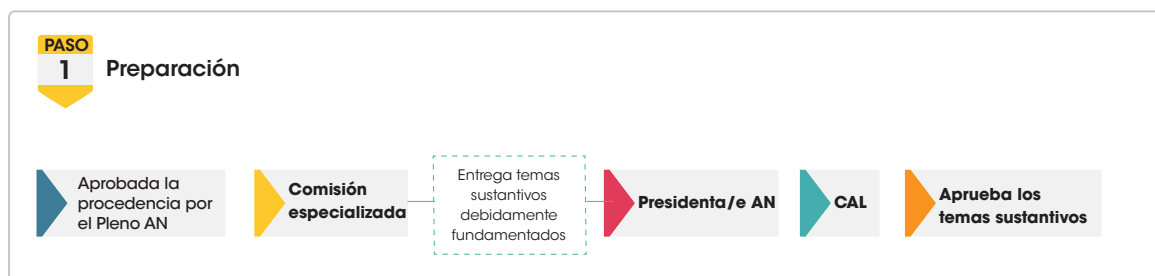 PASO
1
Preparación
Aprobada la
procedencia por
el Pleno AN
Comisión
especializada
Entrega temas
sustantivos
debidamente
fundamentados
Presidenta/e AN
CAL
Aprueba los
temas sustantivos